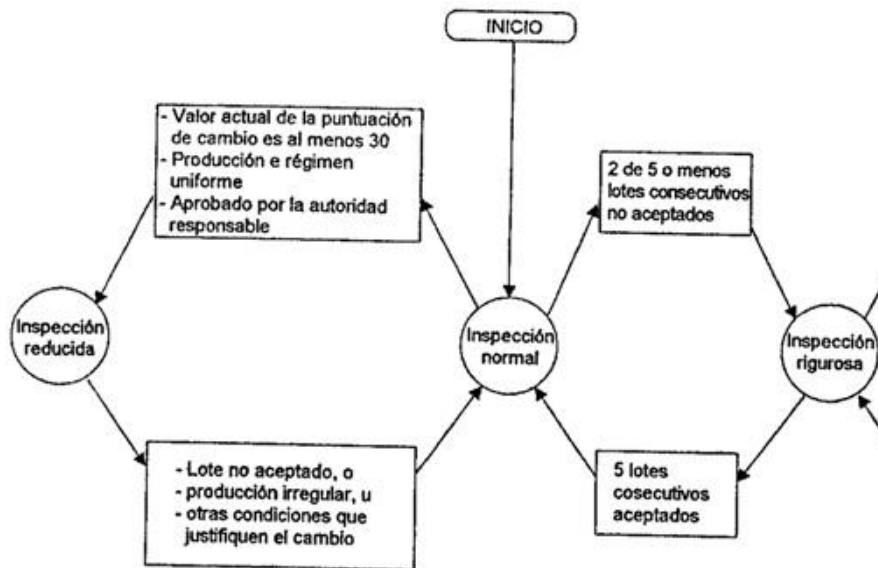 INICIO
- Valor actual de la puntuación
de cambio es al menos 30
- Producción e régimen
uniforme
- Aprobado por la autoridad
responsable
2 de 5 o menos
lotes consecutivos
no aceptados
Inspección
reducida
Inspección
normal
Inspección
rigurosa
- Lote no aceptado, o
- producción irregular, u
- otras condiciones que
justifiquen el cambio
5 lotes
cosecutivos
aceptados